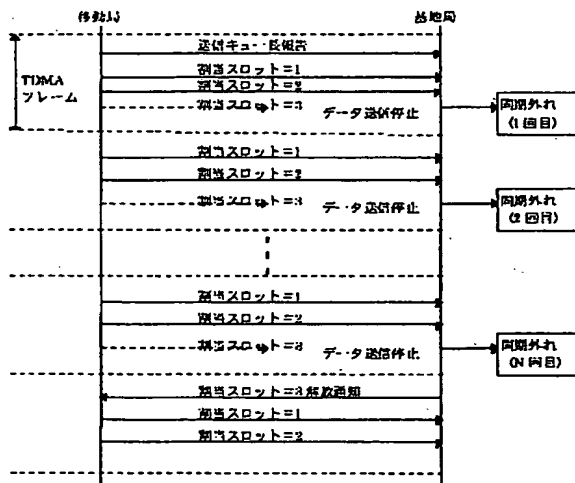 移動局
基地局
送信キュー長報告
TDMA
フレーム
割当スロット=1
割当スロット=2
割当スロット=3
データ送信停止
同期外れ
(1回目)
割当スロット=1
割当スロット=2
割当スロット=3
データ送信停止
同期外れ
(2回目)
割当スロット=1
割当スロット=2
割当スロット=3
データ送信停止
同期外れ
(N回目)
割当スロット=3 解放通知
割当スロット=1
割当スロット=2